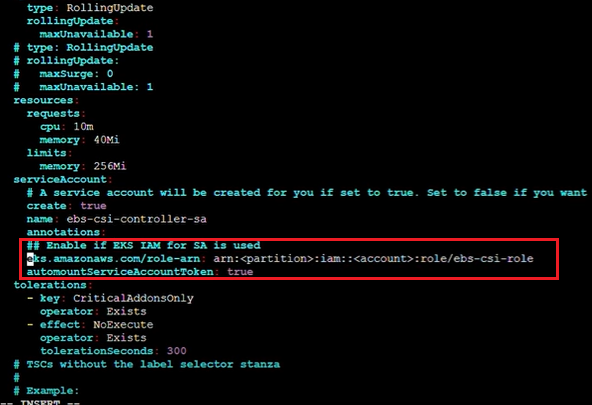 type: RollingUpdate
    rollingUpdate:
      maxUnavailable: 1
  # type: RollingUpdate
  # rollingUpdate:
  #   maxSurge: 0
  #   maxUnavailable: 1
  resources:
    requests:
      cpu: 10m
      memory: 40Mi
    limits:
      memory: 256Mi
  serviceAccount:
    # A service account will be created for you if set to true. Set to false if you want
    create: true
    name: ebs-csi-controller-sa
    annotations:
    ## Enable if EKS IAM for SA is used
    eks.amazonaws.com/role-arn: arn:<partition>:iam::<account>:role/ebs-csi-role
    automountServiceAccountToken: true
  tolerations:
    - key: CriticalAddonsOnly
      operator: Exists
    - effect: NoExecute
      operator: Exists
      tolerationSeconds: 300
  # TSCs without the label selector stanza
  #
  # Example:
-- INSERT --